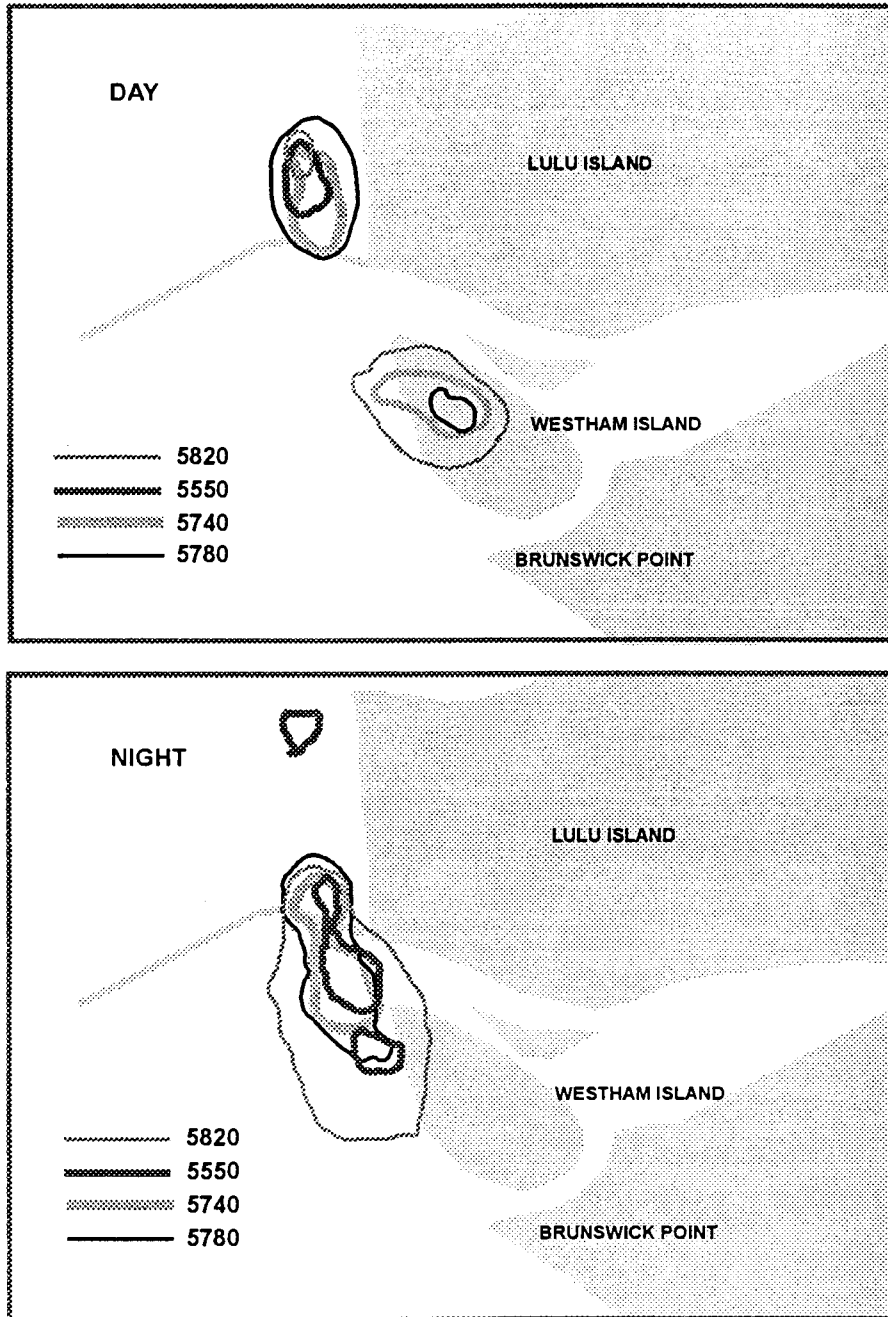 DAY
LULU ISLAND
WESTHAM ISLAND
5820
5550
5740
5780
BRUNSWICK POINT
NIGHT
LULU ISLAND
WESTHAM ISLAND
5820
5550
5740
5780
BRUNSWICK POINT